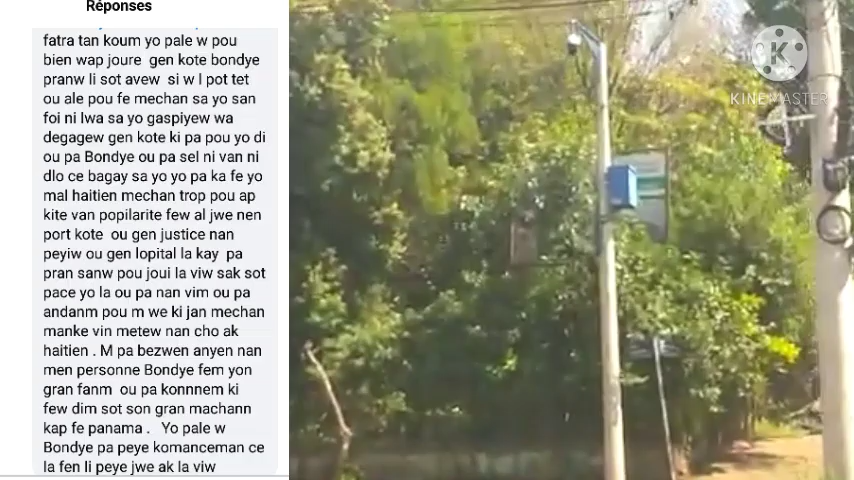 Réponses
fatra tan koum yo pale w pou
bien wap joure gen kote bondye
pranw li sot avew si w l pot tet
ou ale pou fe mechan sa yo san
foi ni lwa sa yo gaspiyew wa
degagew gen kote ki pa pou yo di
ou pa Bondye ou pa sel ni van ni
dlo ce bagay sa yo yo pa ka fe yo
mal haitien mechan trop pou ap
kite van popilarite few al jwe nen
port kote ou gen justice nan
peyiw ou gen lopital la kay pa
pran sanw pou joui la viw sak sot
pace yo la ou pa nan vim ou pa
andanm pou m we ki jan mechan
manke vin metew nan cho ak
haitien . M pa bezwen anyen nan
men personne Bondye fem yon
gran fanm ou pa konnnem ki
few dim sot son gran machann
kap fe panama . Yo pale w
Bondye pa peye komanceman ce
la fen li peye jwe ak la viw
K
KINEMASTER